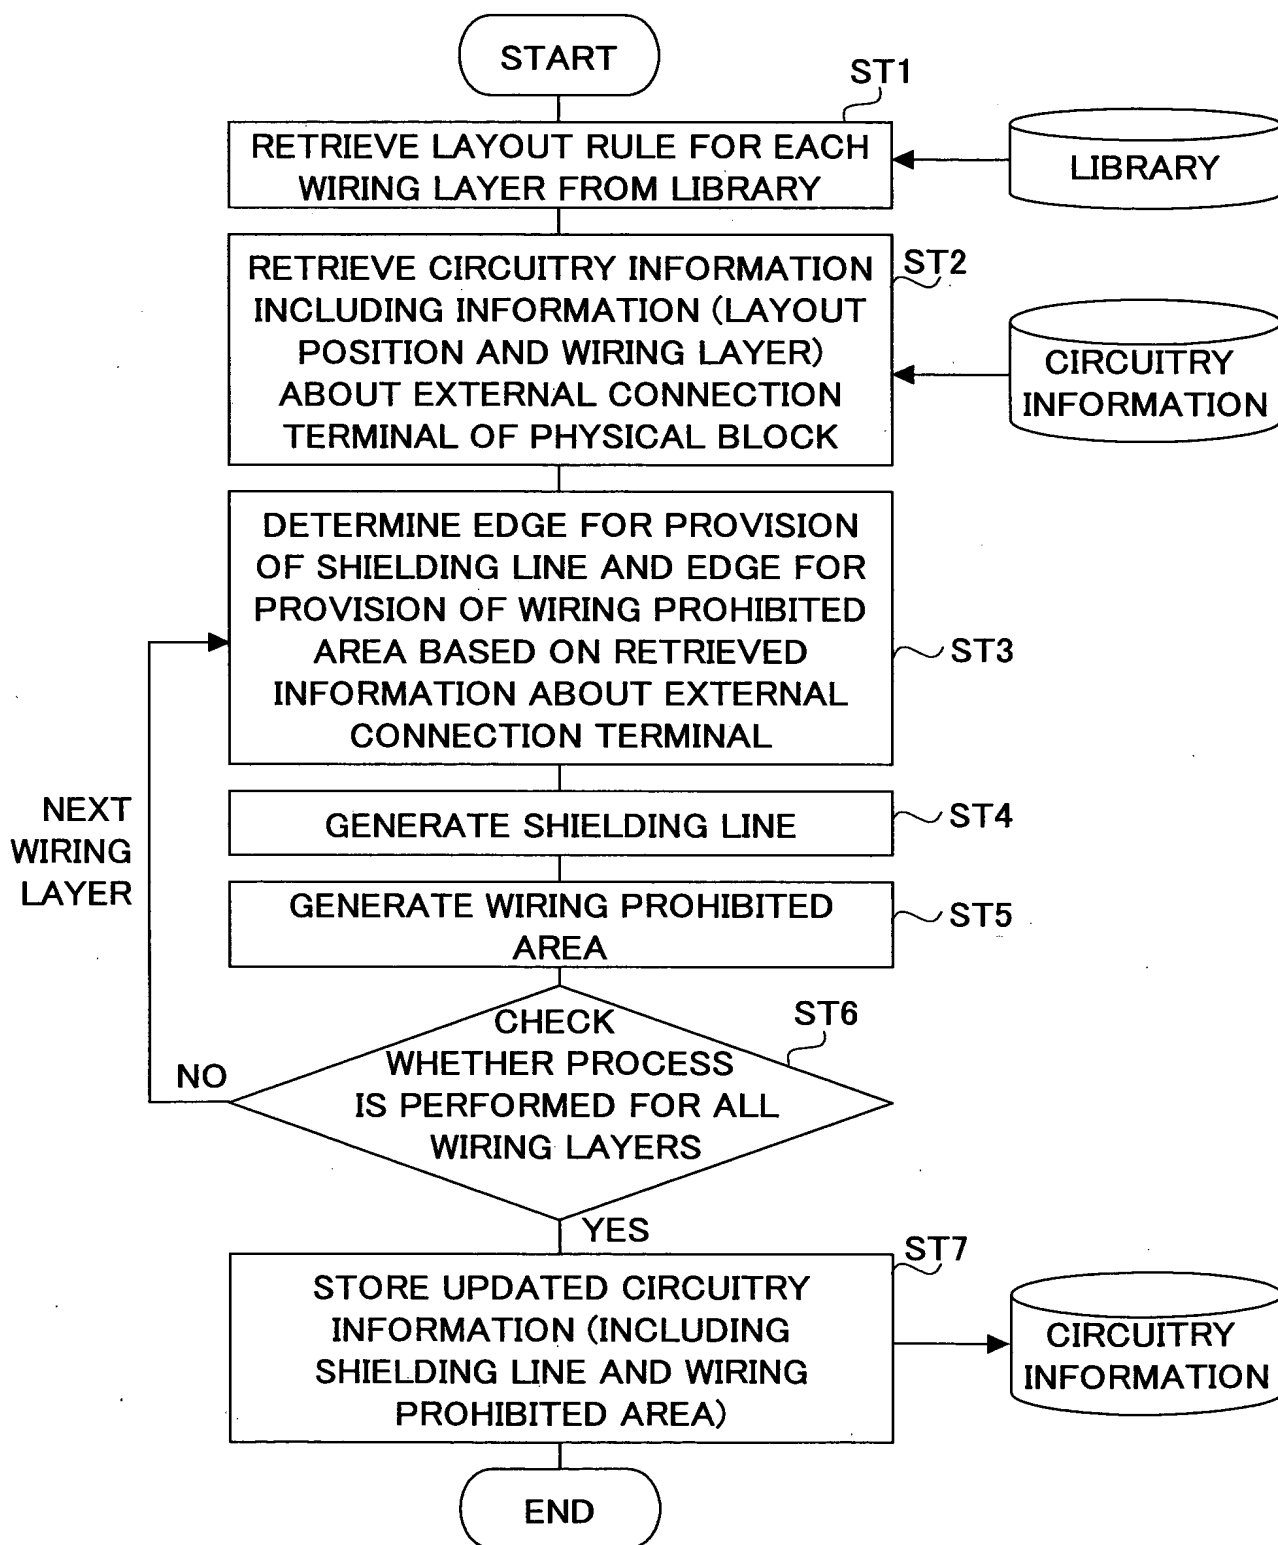 START
ST1
RETRIEVE LAYOUT RULE FOR EACH
WIRING LAYER FROM LIBRARY
LIBRARY
RETRIEVE CIRCUITRY INFORMATION
INCLUDING INFORMATION (LAYOUT
POSITION AND WIRING LAYER)
ABOUT EXTERNAL CONNECTION
TERMINAL OF PHYSICAL BLOCK
ST2
CIRCUITRY
INFORMATION
DETERMINE EDGE FOR PROVISION
OF SHIELDING LINE AND EDGE FOR
PROVISION OF WIRING PROHIBITED
AREA BASED ON RETRIEVED
INFORMATION ABOUT EXTERNAL
CONNECTION TERMINAL
ST3
NEXT
WIRING
LAYER
GENERATE SHIELDING LINE
ST4
GENERATE WIRING PROHIBITED
AREA
ST5
CHECK
WHETHER PROCESS
IS PERFORMED FOR ALL
WIRING LAYERS
ST6
NO
YES
ST7
STORE UPDATED CIRCUITRY
INFORMATION (INCLUDING
SHIELDING LINE AND WIRING
PROHIBITED AREA)
CIRCUITRY
INFORMATION
END